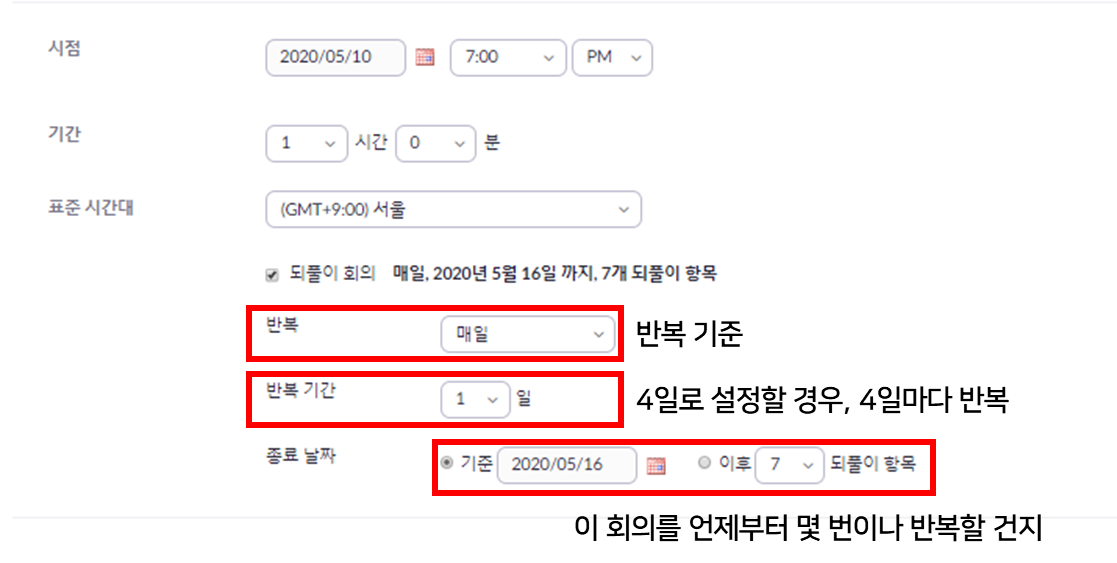 시점 2020/05/10 7:00 PM
기간 1 시간 0 분
표준 시간대 (GMT+9:00) 서울
되풀이 회의 매일, 2020년 5월 16일 까지, 7개 되풀이 항목
반복 매일 반복 기준
반복 기간 1 일 4일로 설정할 경우, 4일마다 반복
종료 날짜 기준 2020/05/16 이후 7 되풀이 항목
이 회의를 언제부터 몇 번이나 반복할 건지